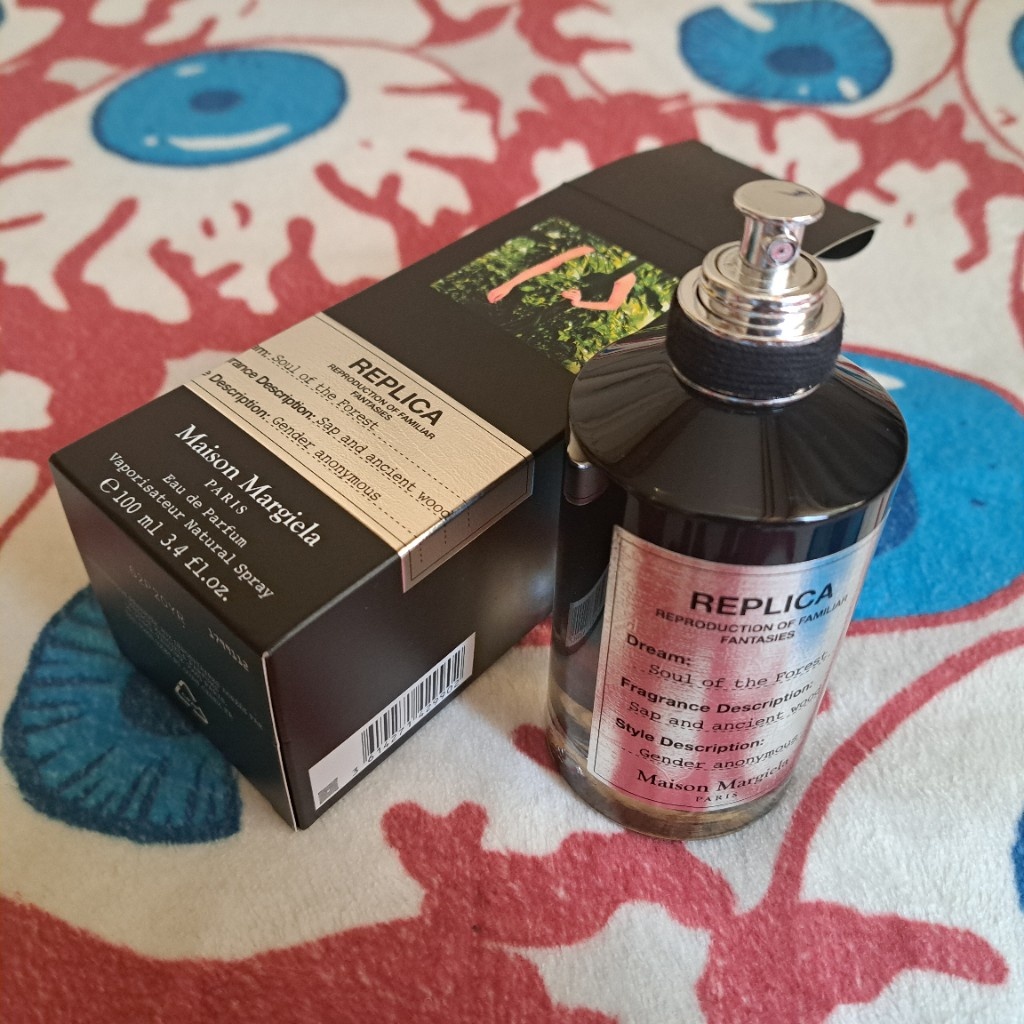 REPLICA
REPRODUCTION OF FAMILIAR
FANTASIES
Soul of the Forest
Fragrance Description: Sap and ancient wood
Description: Gender anonymous
Maison Margiela
PARIS
Eau de Parfum
Vaporisateur Natural Spray
e 100 ml 3.4 fl.oz.
REPLICA
REPRODUCTION OF FAMILIAR
FANTASIES
Dream:
Soul of the Forest
Fragrance Description:
Sap and ancient wood
Style Description:
Gender anonymous
Maison Margiela
PARIS